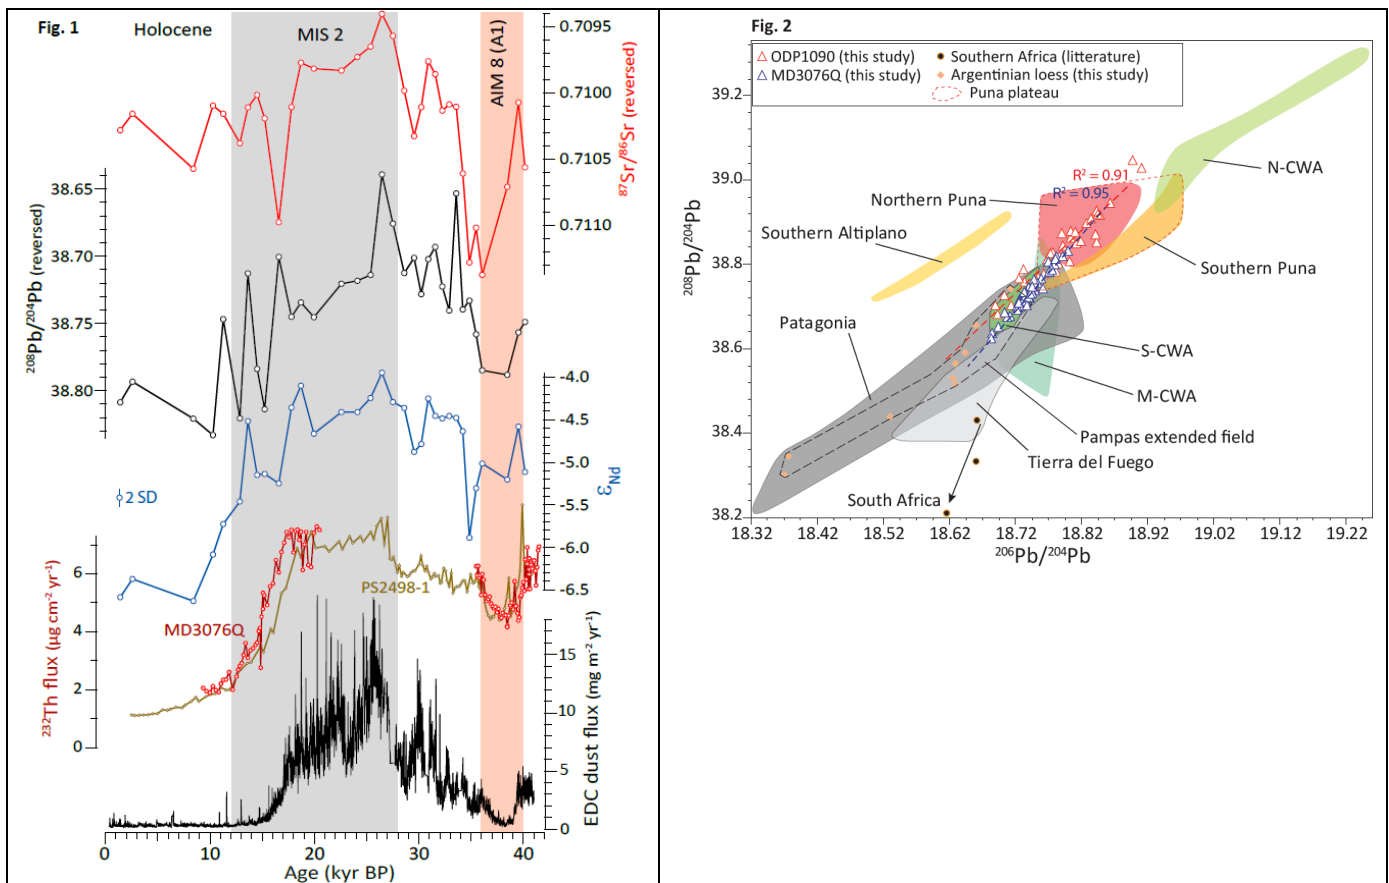 Fig. 1
Holocene
MIS 2
AIM 8 (A1)
0.7095
0.7100
0.7105
0.7110
⁸⁷Sr/⁸⁶Sr (reversed)
38.65
38.70
38.75
38.80
²⁰⁸Pb/²⁰⁴Pb (reversed)
-4.0
-4.5
-5.0
-5.5
-6.0
-6.5
εNd
2 SD
6
4
2
0
²³²Th flux (µg cm⁻² yr⁻¹)
MD3076Q
PS2498-1
15
10
5
0
EDC dust flux (mg m⁻² yr⁻¹)
0 10 20 30 40
Age (kyr BP)
Fig. 2
ODP1090 (this study)
MD3076Q (this study)
Southern Africa (litterature)
Argentinian loess (this study)
Puna plateau
39.2
39.0
38.8
38.6
38.4
38.2
²⁰⁸Pb/²⁰⁴Pb
N-CWA
R² = 0.91
R² = 0.95
Northern Puna
Southern Altiplano
Southern Puna
Patagonia
S-CWA
M-CWA
Pampas extended field
Tierra del Fuego
South Africa
18.32 18.42 18.52 18.62 18.72 18.82 18.92 19.02 19.12 19.22
²⁰⁶Pb/²⁰⁴Pb